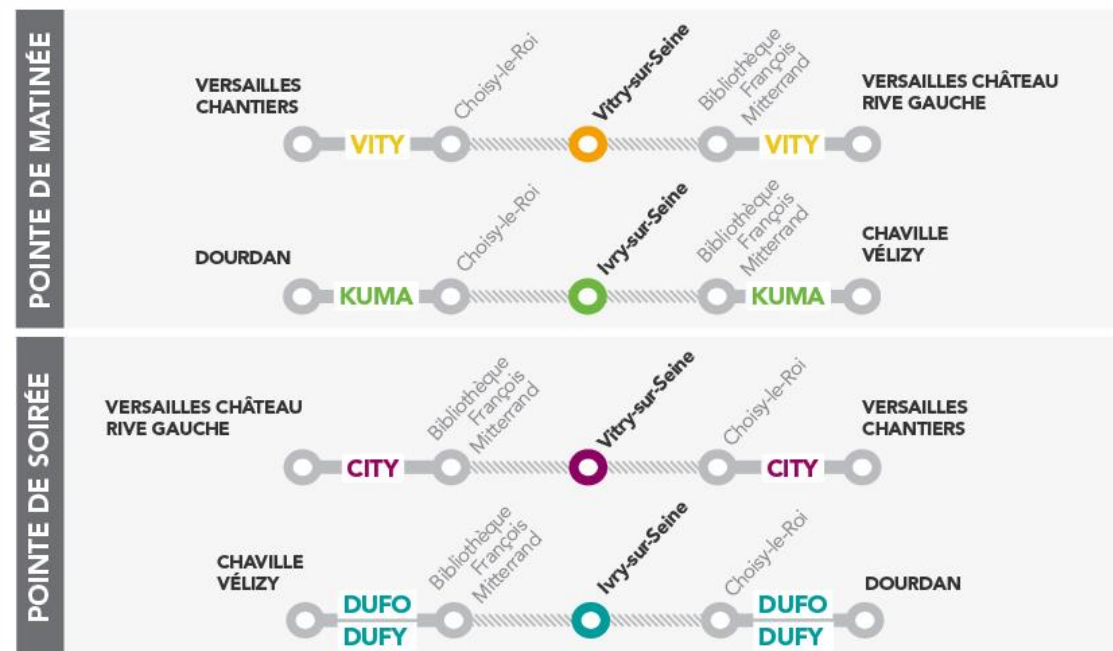 POINTE DE MATINÉE
VERSAILLES
CHANTIERS
VITY
Choisy-le-Roi
Vitry-sur-Seine
Bibliothèque
François
Mitterrand
VITY
VERSAILLES CHÂTEAU
RIVE GAUCHE
DOURDAN
KUMA
Choisy-le-Roi
Ivry-sur-Seine
Bibliothèque
François
Mitterrand
KUMA
CHAVILLE
VÉLIZY
POINTE DE SOIRÉE
VERSAILLES CHÂTEAU
RIVE GAUCHE
CITY
Bibliothèque
François
Mitterrand
Vitry-sur-Seine
Choisy-le-Roi
CITY
VERSAILLES
CHANTIERS
CHAVILLE
VÉLIZY
DUFO
DUFY
Bibliothèque
François
Mitterrand
Ivry-sur-Seine
Choisy-le-Roi
DUFO
DUFY
DOURDAN